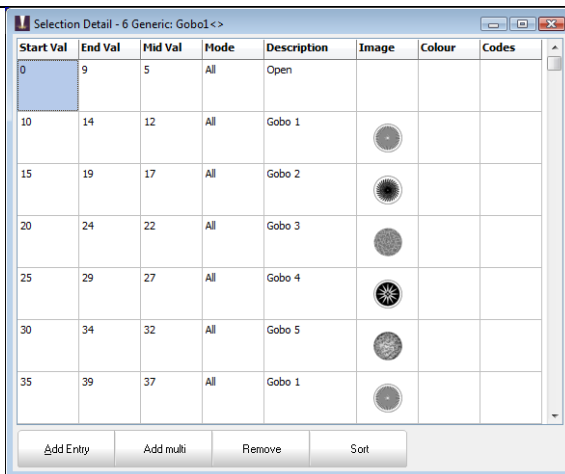 Selection Detail - 6 Generic: Gobo1<>
Start Val End Val Mid Val Mode Description Image Colour Codes
0 9 5 All Open
10 14 12 All Gobo 1
15 19 17 All Gobo 2
20 24 22 All Gobo 3
25 29 27 All Gobo 4
30 34 32 All Gobo 5
35 39 37 All Gobo 1
Add Entry Add multi Remove Sort